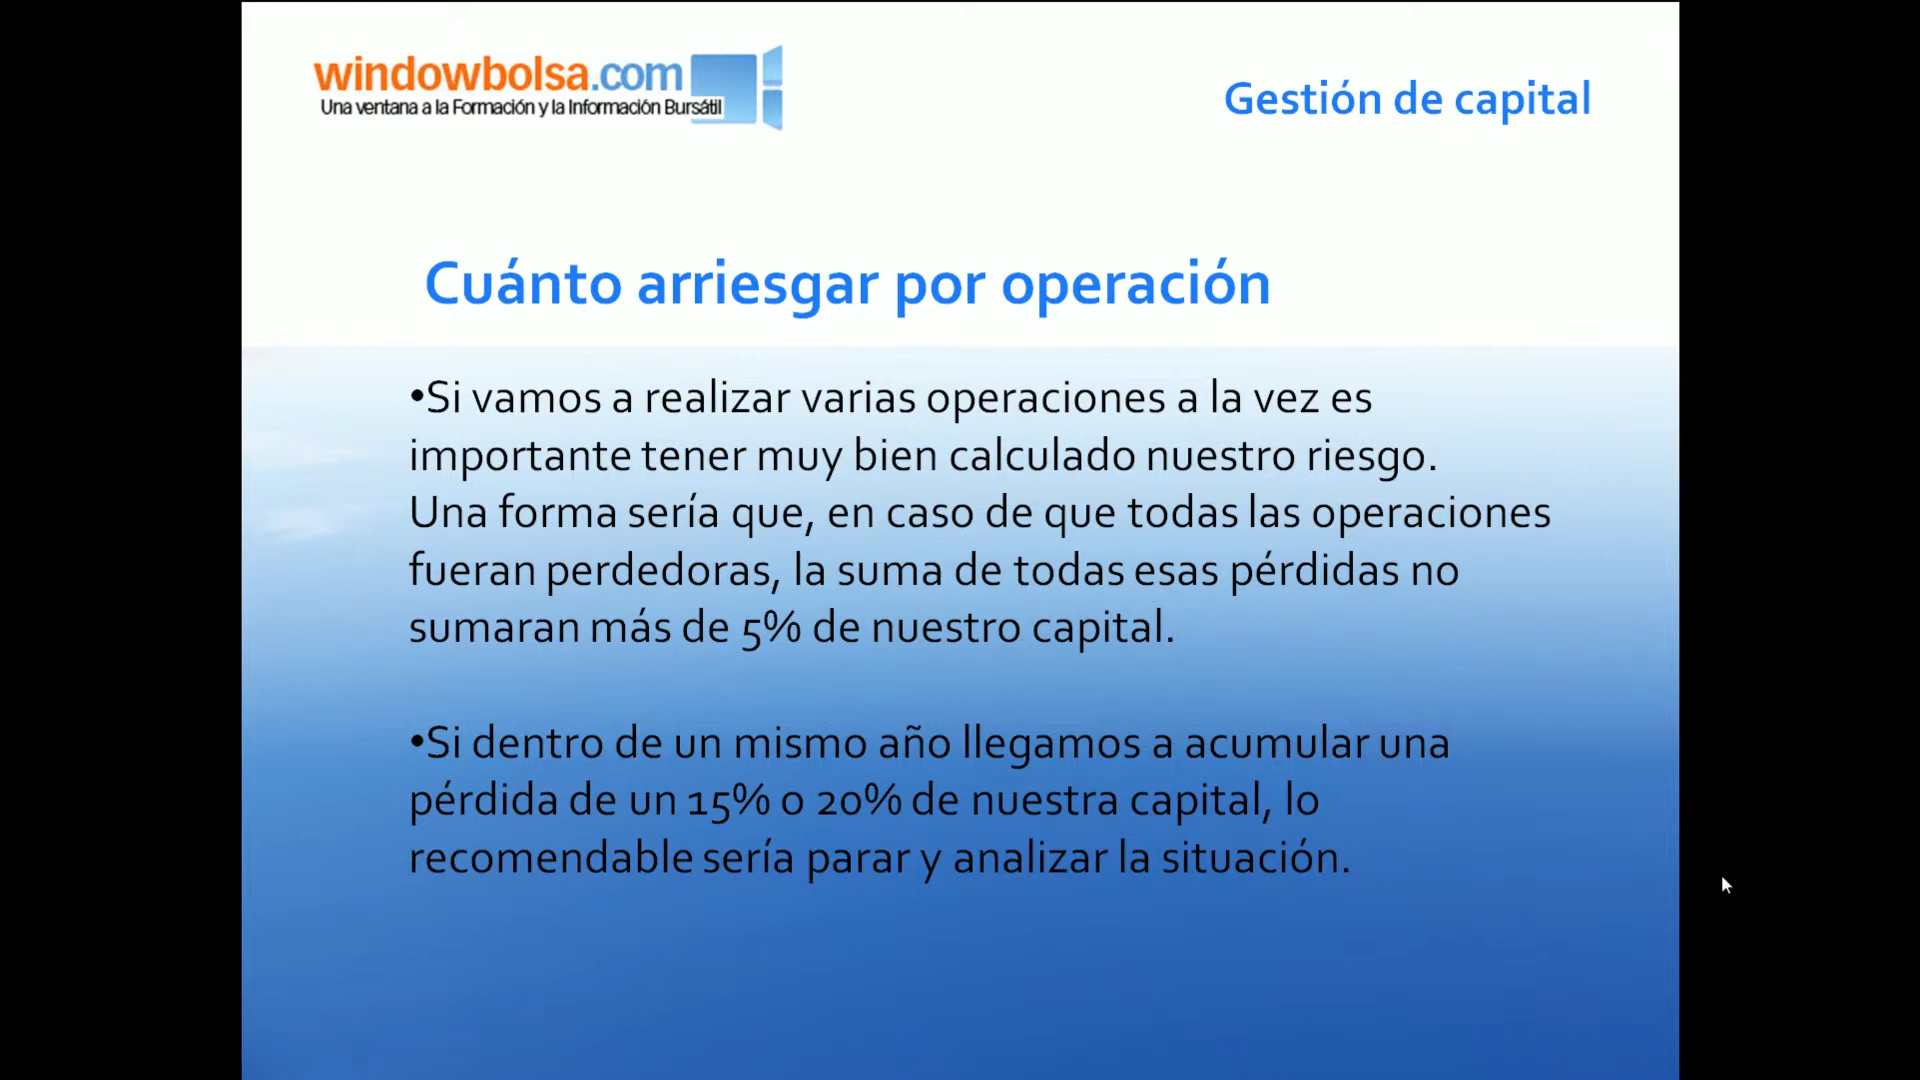 windowbolsa.com
Una ventana a la Formación y la Información Bursátil
Gestión de capital
Cuánto arriesgar por operación
•Si vamos a realizar varias operaciones a la vez es
importante tener muy bien calculado nuestro riesgo.
Una forma sería que, en caso de que todas las operaciones
fueran perdedoras, la suma de todas esas pérdidas no
sumaran más de 5% de nuestro capital.
•Si dentro de un mismo año llegamos a acumular una
pérdida de un 15% o 20% de nuestra capital, lo
recomendable sería parar y analizar la situación.